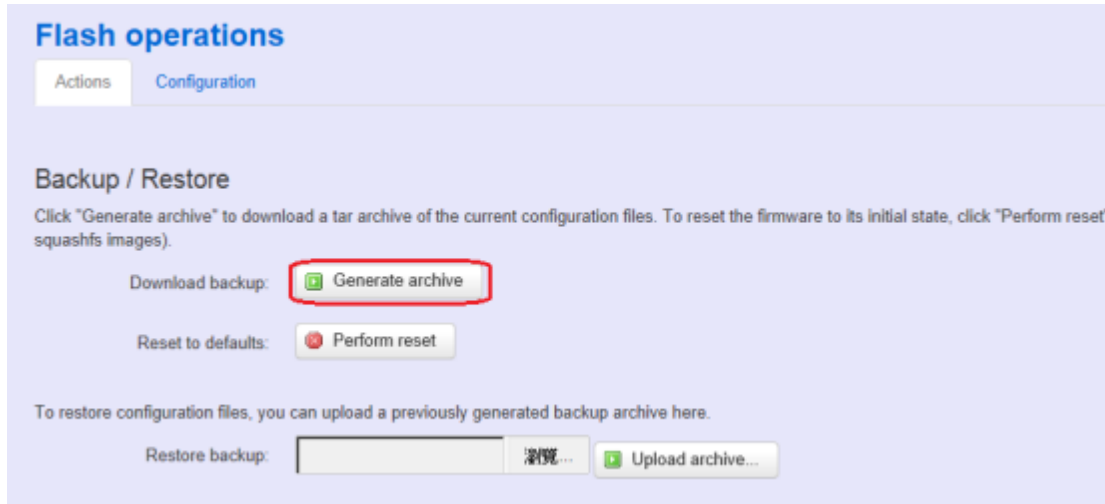 Flash operations
Actions Configuration
Backup / Restore
Click "Generate archive" to download a tar archive of the current configuration files. To reset the firmware to its initial state, click "Perform reset"
squashfs images).
Download backup: Generate archive
Reset to defaults: Perform reset
To restore configuration files, you can upload a previously generated backup archive here.
Restore backup: 瀏覽... Upload archive...